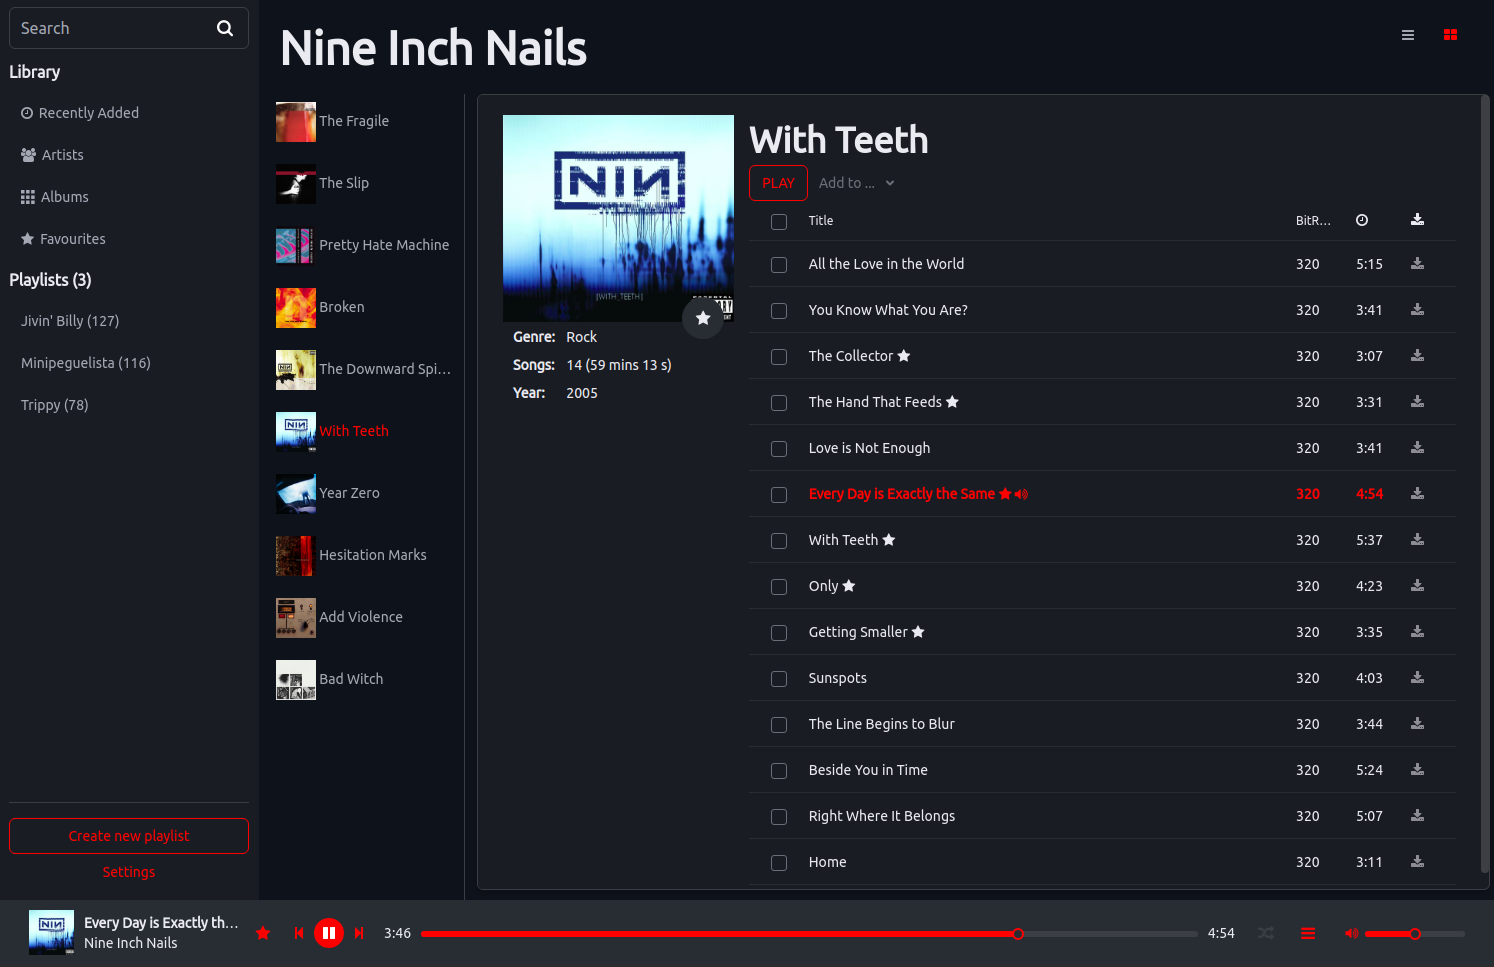 Search
Library
Recently Added
Artists
Albums
Favourites
Playlists (3)
Jivin' Billy (127)
Minipeguelista (116)
Trippy (78)
Create new playlist
Settings
Nine Inch Nails
The Fragile
The Slip
Pretty Hate Machine
Broken
The Downward Spi...
With Teeth
Year Zero
Hesitation Marks
Add Violence
Bad Witch
NIN
[WITH_TEETH]
Genre: Rock
Songs: 14 (59 mins 13 s)
Year: 2005
With Teeth
PLAY Add to ...
Title BitR...
All the Love in the World 320 5:15
You Know What You Are? 320 3:41
The Collector 320 3:07
The Hand That Feeds 320 3:31
Love is Not Enough 320 3:41
Every Day is Exactly the Same 320 4:54
With Teeth 320 5:37
Only 320 4:23
Getting Smaller 320 3:35
Sunspots 320 4:03
The Line Begins to Blur 320 3:44
Beside You in Time 320 5:24
Right Where It Belongs 320 5:07
Home 320 3:11
NIN
Every Day is Exactly th...
Nine Inch Nails
3:46 4:54